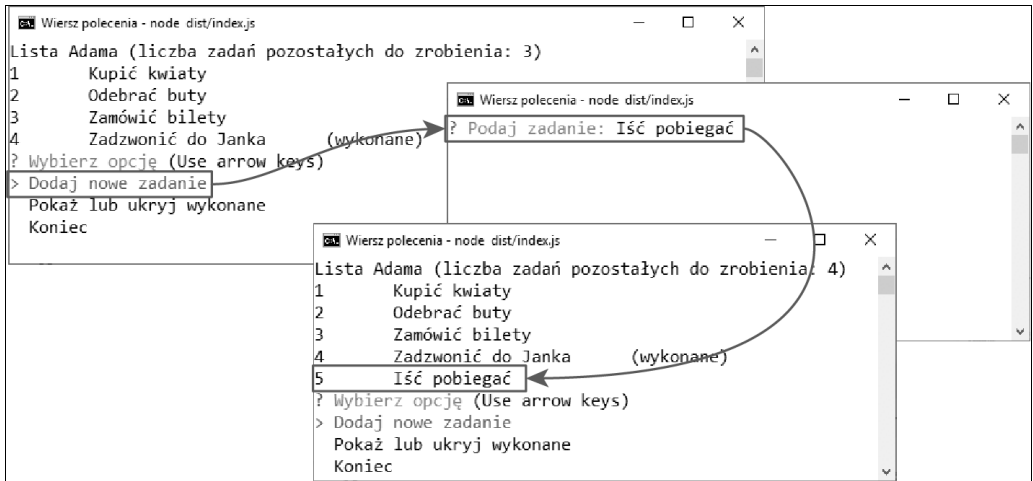 Wiersz polecenia - node dist/index.js
Lista Adama (liczba zadań pozostałych do zrobienia: 3)
1 Kupić kwiaty
2 Odebrać buty
3 Zamówić bilety
4 Zadzwonić do Janka (wykonane)
? Wybierz opcję (Use arrow keys)
> Dodaj nowe zadanie
Pokaż lub ukryj wykonane
Koniec
Wiersz polecenia - node dist/index.js
? Podaj zadanie: Iść pobiegać
Wiersz polecenia - node dist/index.js
Lista Adama (liczba zadań pozostałych do zrobienia: 4)
1 Kupić kwiaty
2 Odebrać buty
3 Zamówić bilety
4 Zadzwonić do Janka (wykonane)
5 Iść pobiegać
? Wybierz opcję (Use arrow keys)
> Dodaj nowe zadanie
Pokaż lub ukryj wykonane
Koniec